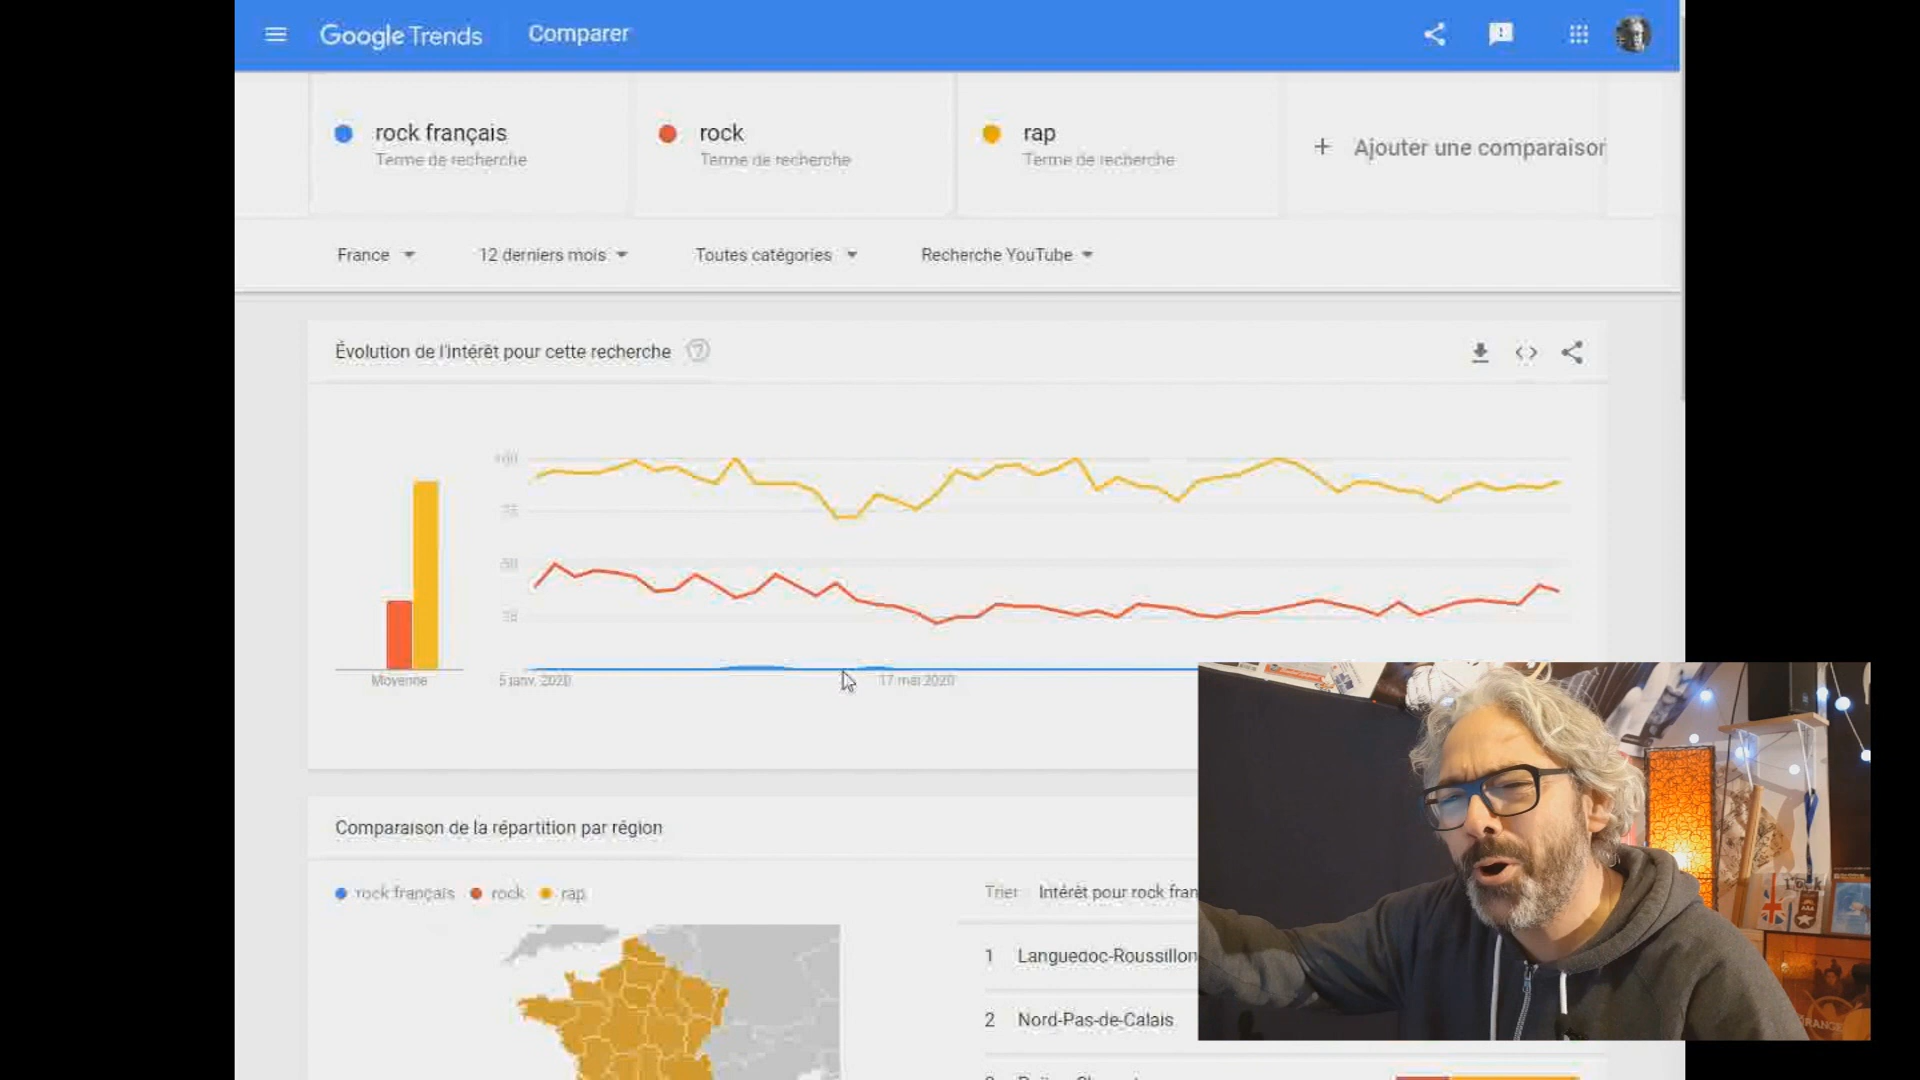 Google Trends Comparer
rock français
Terme de recherche
rock
Terme de recherche
rap
Terme de recherche
+ Ajouter une comparaison
France
12 derniers mois
Toutes catégories
Recherche YouTube
Évolution de l'intérêt pour cette recherche
100
75
50
25
Moyenne
5 janv. 2020
17 mai 2020
Comparaison de la répartition par région
rock français rock rap
Trier Intérêt pour rock fran
1 Languedoc-Roussillon
2 Nord-Pas-de-Calais